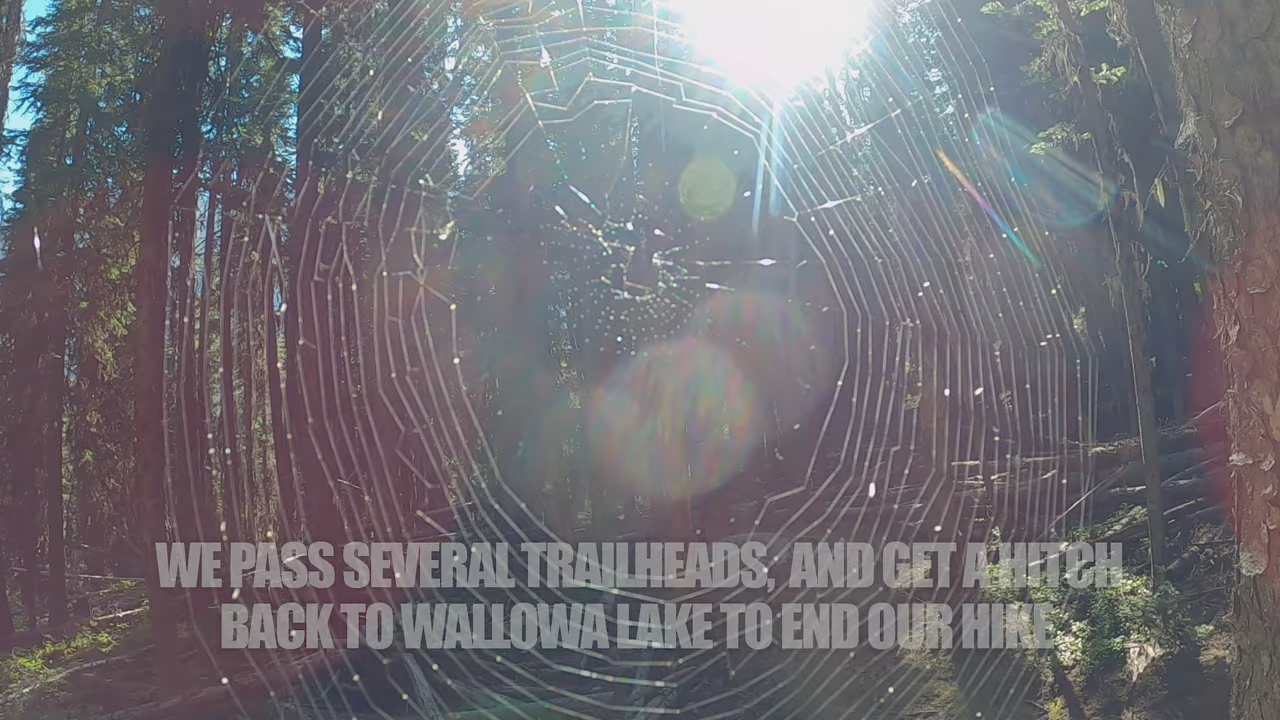 WE PASS SEVERAL TRAILHEADS, AND GET A HITCH
BACK TO WALLOWA LAKE TO END OUR HIKE